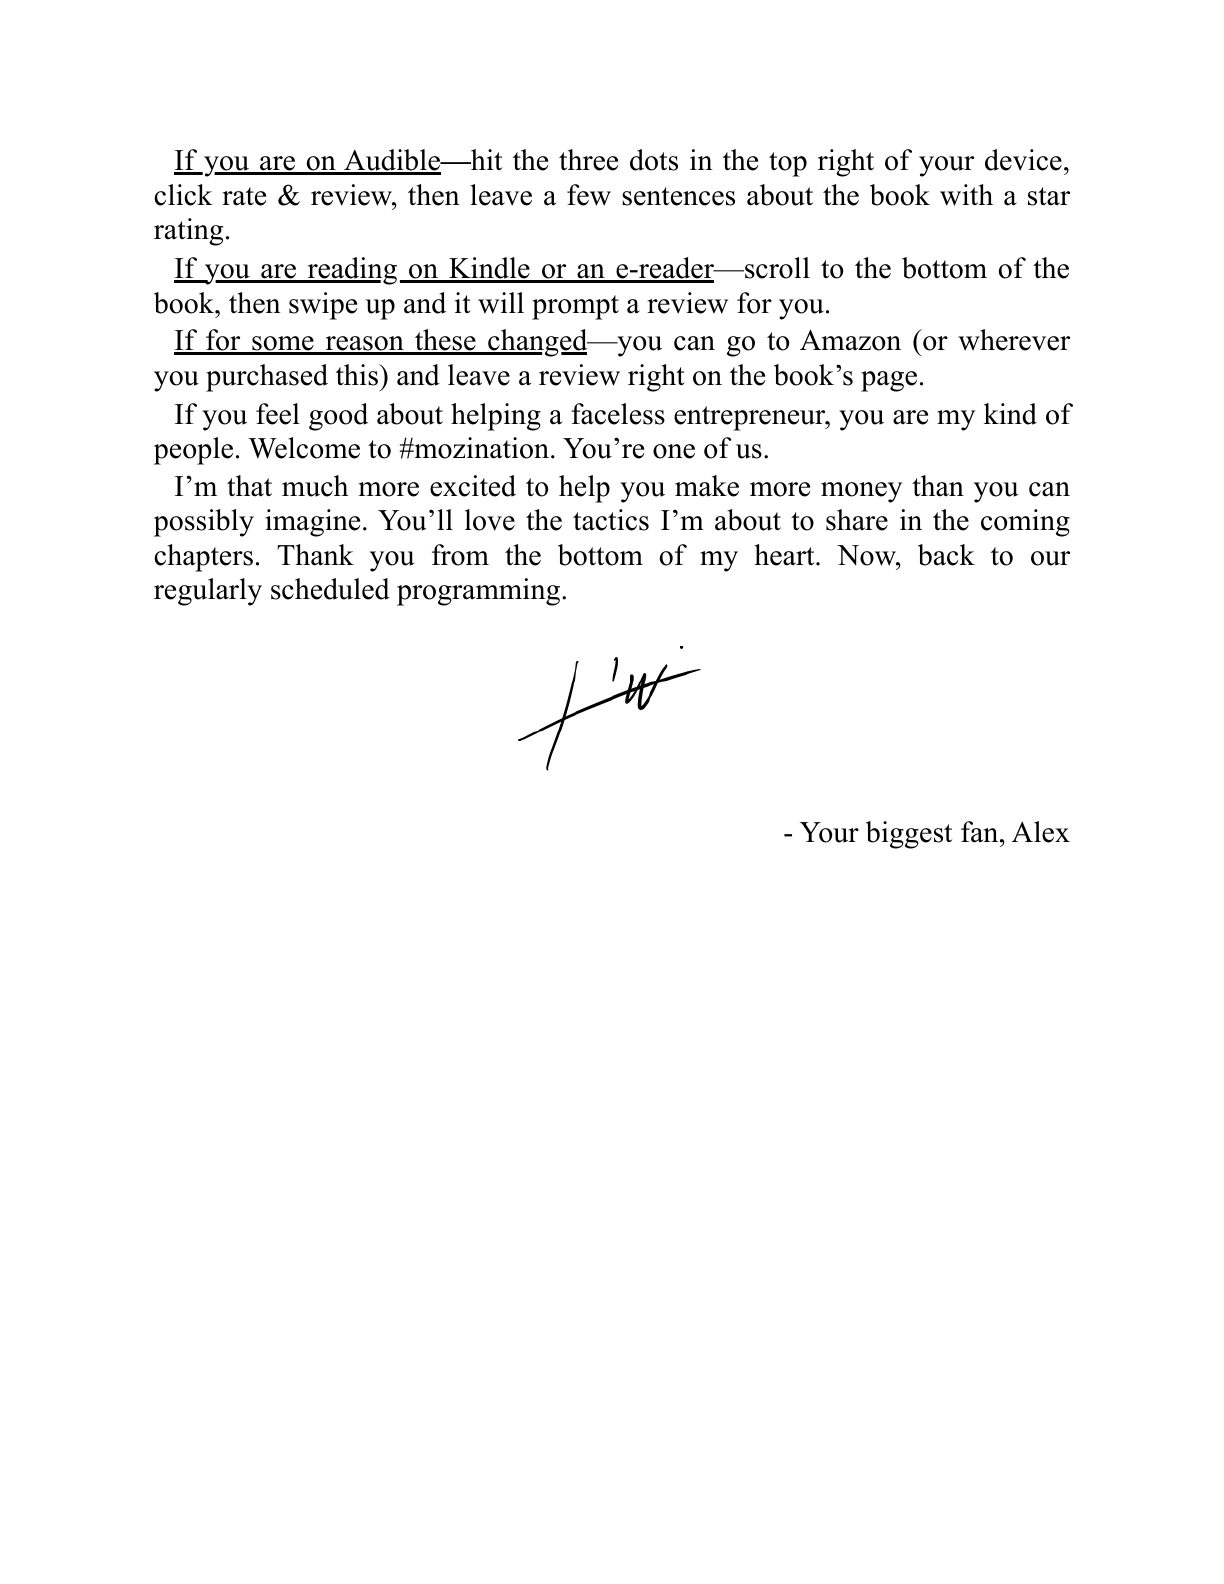 If you are on Audible—hit the three dots in the top right of your device,
click rate & review, then leave a few sentences about the book with a star
rating.
If you are reading on Kindle or an e-reader—scroll to the bottom of the
book, then swipe up and it will prompt a review for you.
If for some reason these changed—you can go to Amazon (or wherever
you purchased this) and leave a review right on the book’s page.
If you feel good about helping a faceless entrepreneur, you are my kind of
people. Welcome to #mozination. You’re one of us.
I’m that much more excited to help you make more money than you can
possibly imagine. You’ll love the tactics I’m about to share in the coming
chapters. Thank you from the bottom of my heart. Now, back to our
regularly scheduled programming.
- Your biggest fan, Alex